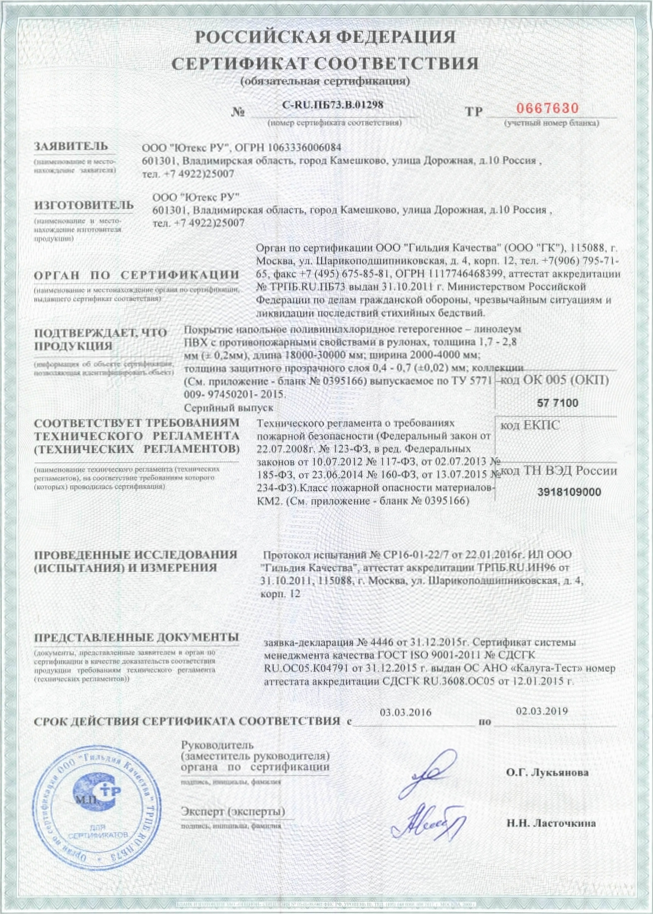 РОССИЙСКАЯ ФЕДЕРАЦИЯ
СЕРТИФИКАТ СООТВЕТСТВИЯ
(обязательная сертификация)
№ C-RU.ПБ73.В.01298 ТР 0667630
(номер сертификата соответствия) (учетный номер бланка)
ЗАЯВИТЕЛЬ
(наименование и место-
нахождение заявителя)
ООО "Ютекс РУ", ОГРН 1063336006084
601301, Владимирская область, город Камешково, улица Дорожная, д.10 Россия ,
тел. +7 4922)25007
ИЗГОТОВИТЕЛЬ
(наименование и место-
нахождение изготовителя
продукции)
ООО "Ютекс РУ"
601301, Владимирская область, город Камешково, улица Дорожная, д.10 Россия ,
тел. +7 4922)25007
ОРГАН ПО СЕРТИФИКАЦИИ
(наименование и местонахождение органа по сертификации,
выдавшего сертификат соответствия)
Орган по сертификации ООО "Гильдия Качества" (ООО "ГК"), 115088, г.
Москва, ул. Шарикоподшипниковская, д. 4, корп. 12, тел. +7(906) 795-71-
65, факс +7 (495) 675-85-81, ОГРН 1117746468399, аттестат аккредитации
№ ТРПБ.RU.ПБ73 выдан 31.10.2011 г. Министерством Российской
Федерации по делам гражданской обороны, чрезвычайным ситуациям и
ликвидации последствий стихийных бедствий.
ПОДТВЕРЖДАЕТ, ЧТО
ПРОДУКЦИЯ
(информация об объекте сертификации,
позволяющая идентифицировать объект)
Покрытие напольное поливинилхлоридное гетерогенное – линолеум
ПВХ с противопожарными свойствами в рулонах, толщина 1,7 - 2,8
мм (± 0,2мм), длина 18000-30000 мм; ширина 2000-4000 мм;
толщина защитного прозрачного слоя 0,4 - 0,7 (±0,02) мм; коллекции
(См. приложение - бланк № 0395166) выпускаемое по ТУ 5771
009- 97450201- 2015.
Серийный выпуск
код ОК 005 (ОКП)
57 7100
СООТВЕТСТВУЕТ ТРЕБОВАНИЯМ
ТЕХНИЧЕСКОГО РЕГЛАМЕНТА
(ТЕХНИЧЕСКИХ РЕГЛАМЕНТОВ)
(наименование технического регламента (технических
регламентов), на соответствие требованиям которого
(которых) проводилась сертификация)
Технического регламента о требованиях
пожарной безопасности (Федеральный закон от
22.07.2008г. № 123-ФЗ, в ред. Федеральных
законов от 10.07.2012 № 117-ФЗ, от 02.07.2013 №
185-ФЗ, от 23.06.2014 № 160-ФЗ, от 13.07.2015 №
234-ФЗ).Класс пожарной опасности материалов-
КМ2. (См. приложение - бланк № 0395166)
код ЕКПС
код ТН ВЭД России
3918109000
ПРОВЕДЕННЫЕ ИССЛЕДОВАНИЯ
(ИСПЫТАНИЯ) И ИЗМЕРЕНИЯ
Протокол испытаний № СР16-01-22/7 от 22.01.2016г. ИЛ ООО
"Гильдия Качества", аттестат аккредитации ТРПБ.RU.ИН96 от
31.10.2011, 115088, г. Москва, ул. Шарикоподшипниковская, д. 4,
корп. 12
ПРЕДСТАВЛЕННЫЕ ДОКУМЕНТЫ
(документы, представленные заявителем в орган по
сертификации в качестве доказательств соответствия
продукции требованиям технического регламента
(технических регламентов))
заявка-декларация № 4446 от 31.12.2015г. Сертификат системы
менеджмента качества ГОСТ ISO 9001-2011 № СДСГК
RU.ОС05.К04791 от 31.12.2015 г. выдан ОС АНО «Калуга-Тест» номер
аттестата аккредитации СДСГК RU.3608.ОС05 от 12.01.2015 г.
СРОК ДЕЙСТВИЯ СЕРТИФИКАТА СООТВЕТСТВИЯ с 03.03.2016 по 02.03.2019
Руководитель
(заместитель руководителя)
органа по сертификации
подпись, инициалы, фамилия
О.Г. Лукьянова
Эксперт (эксперты)
подпись, инициалы, фамилия
Н.Н. Ласточкина
Орган по сертификации ООО "Гильдия Качества" ТРПБ.RU.ПБ73
М.П.
ДЛЯ
СЕРТИФИКАТОВ